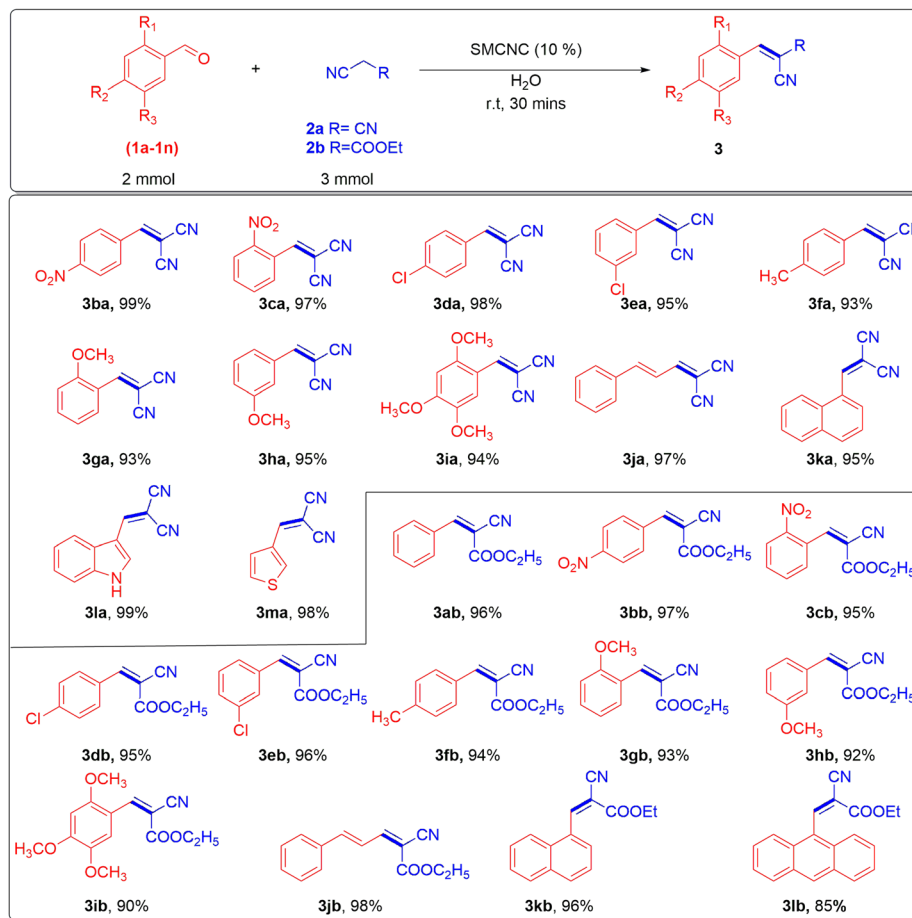 R1
O
R2
R3
(1a-1n)
2 mmol
+
NC R
2a R= CN
2b R=COOEt
3 mmol
SMCNC (10 %)
H2O
r.t, 30 mins
R1
R
CN
R2
R3
3
CN
CN
NO2
3ba, 99%
NO2
CN
CN
3ca, 97%
CN
CN
Cl
3da, 98%
CN
CN
Cl
3ea, 95%
CN
H3C
3fa, 93%
OCH3
CN
CN
3ga, 93%
CN
CN
OCH3
3ha, 95%
OCH3
CN
CN
H3CO
OCH3
3ia, 94%
CN
CN
3ja, 97%
CN
CN
3ka, 95%
CN
CN
N
H
3la, 99%
CN
CN
S
3ma, 98%
CN
COOC2H5
3ab, 96%
CN
COOC2H5
NO2
3bb, 97%
NO2
CN
COOC2H5
3cb, 95%
CN
COOC2H5
Cl
3db, 95%
CN
COOC2H5
Cl
3eb, 96%
CN
COOC2H5
H3C
3fb, 94%
OCH3
CN
COOC2H5
3gb, 93%
CN
COOC2H5
OCH3
3hb, 92%
OCH3
CN
COOC2H5
H3CO
OCH3
3ib, 90%
CN
COOC2H5
3jb, 98%
CN
COOEt
3kb, 96%
CN
COOEt
3lb, 85%